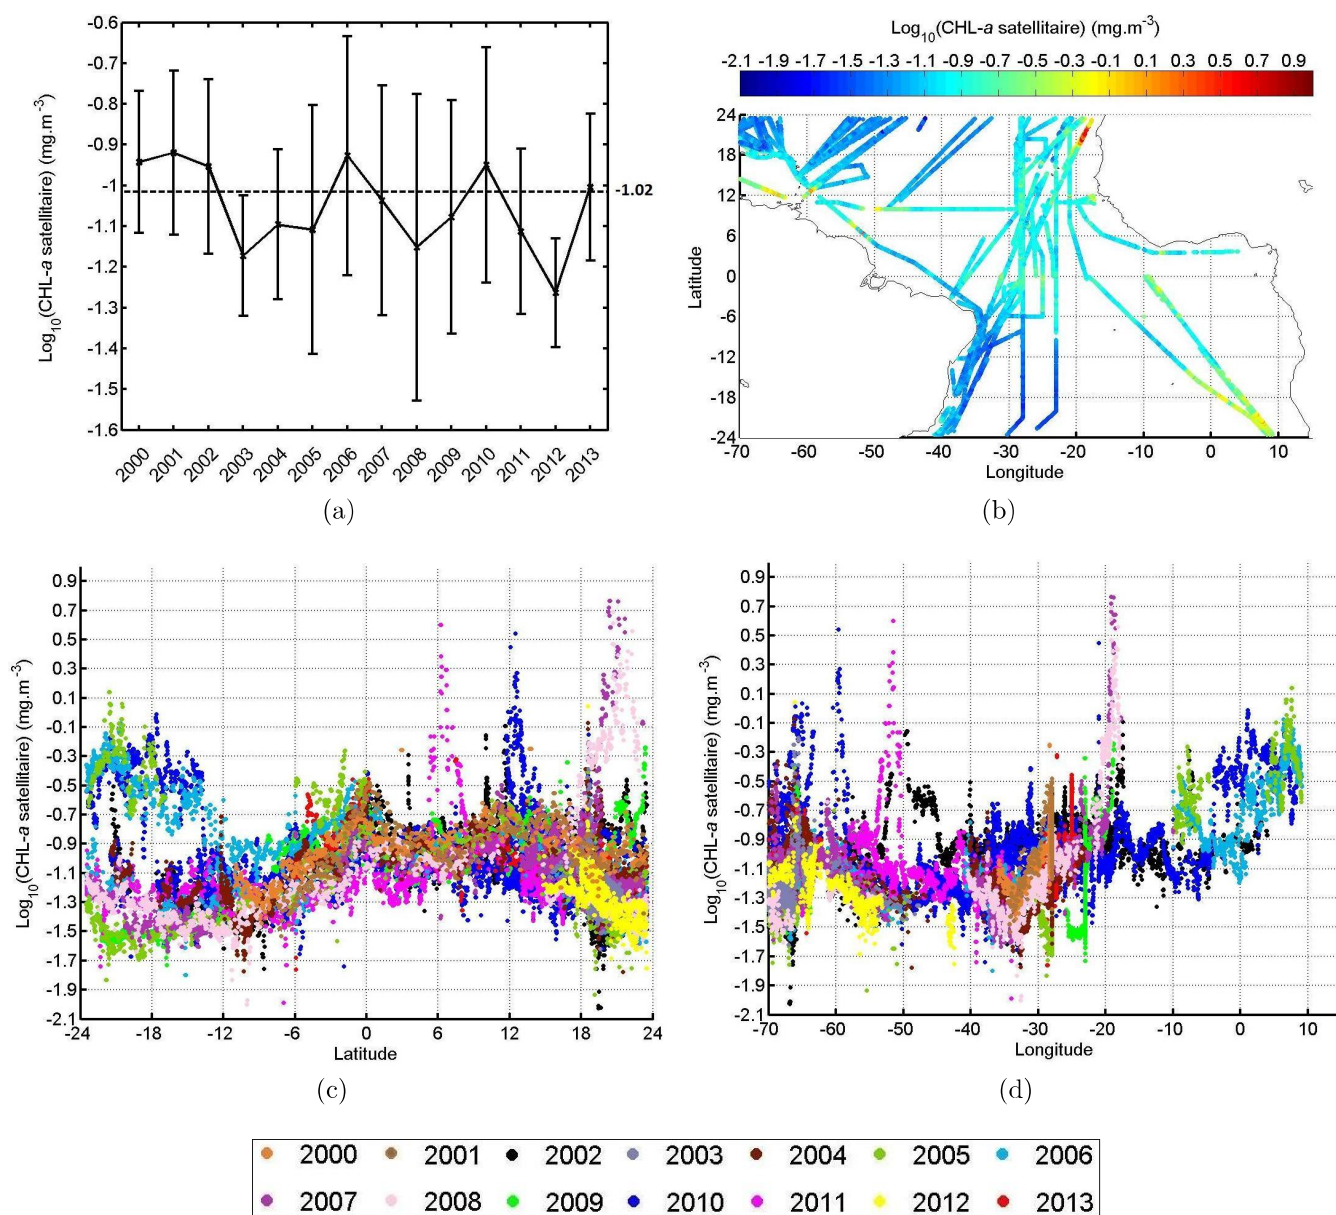 -0.6
-0.7
-0.8
-0.9
-1
-1.1
-1.2
-1.3
-1.4
-1.5
-1.6
Log10(CHL-a satellitaire) (mg.m-3)
-1.02
2000 2001 2002 2003 2004 2005 2006 2007 2008 2009 2010 2011 2012 2013
(a)
Log10(CHL-a satellitaire) (mg.m-3)
-2.1 -1.9 -1.7 -1.5 -1.3 -1.1 -0.9 -0.7 -0.5 -0.3 -0.1 0.1 0.3 0.5 0.7 0.9
24
18
12
6
0
-6
-12
-18
-24
Latitude
-70 -60 -50 -40 -30 -20 -10 0 10
Longitude
(b)
0.9
0.7
0.5
0.3
0.1
-0.1
-0.3
-0.5
-0.7
-0.9
-1.1
-1.3
-1.5
-1.7
-1.9
-2.1
Log10(CHL-a satellitaire) (mg.m-3)
-24 -18 -12 -6 0 6 12 18 24
Latitude
(c)
0.9
0.7
0.5
0.3
0.1
-0.1
-0.3
-0.5
-0.7
-0.9
-1.1
-1.3
-1.5
-1.7
-1.9
-2.1
Log10(CHL-a satellitaire) (mg.m-3)
-70 -60 -50 -40 -30 -20 -10 0 10
Longitude
(d)
2000 2001 2002 2003 2004 2005 2006
2007 2008 2009 2010 2011 2012 2013